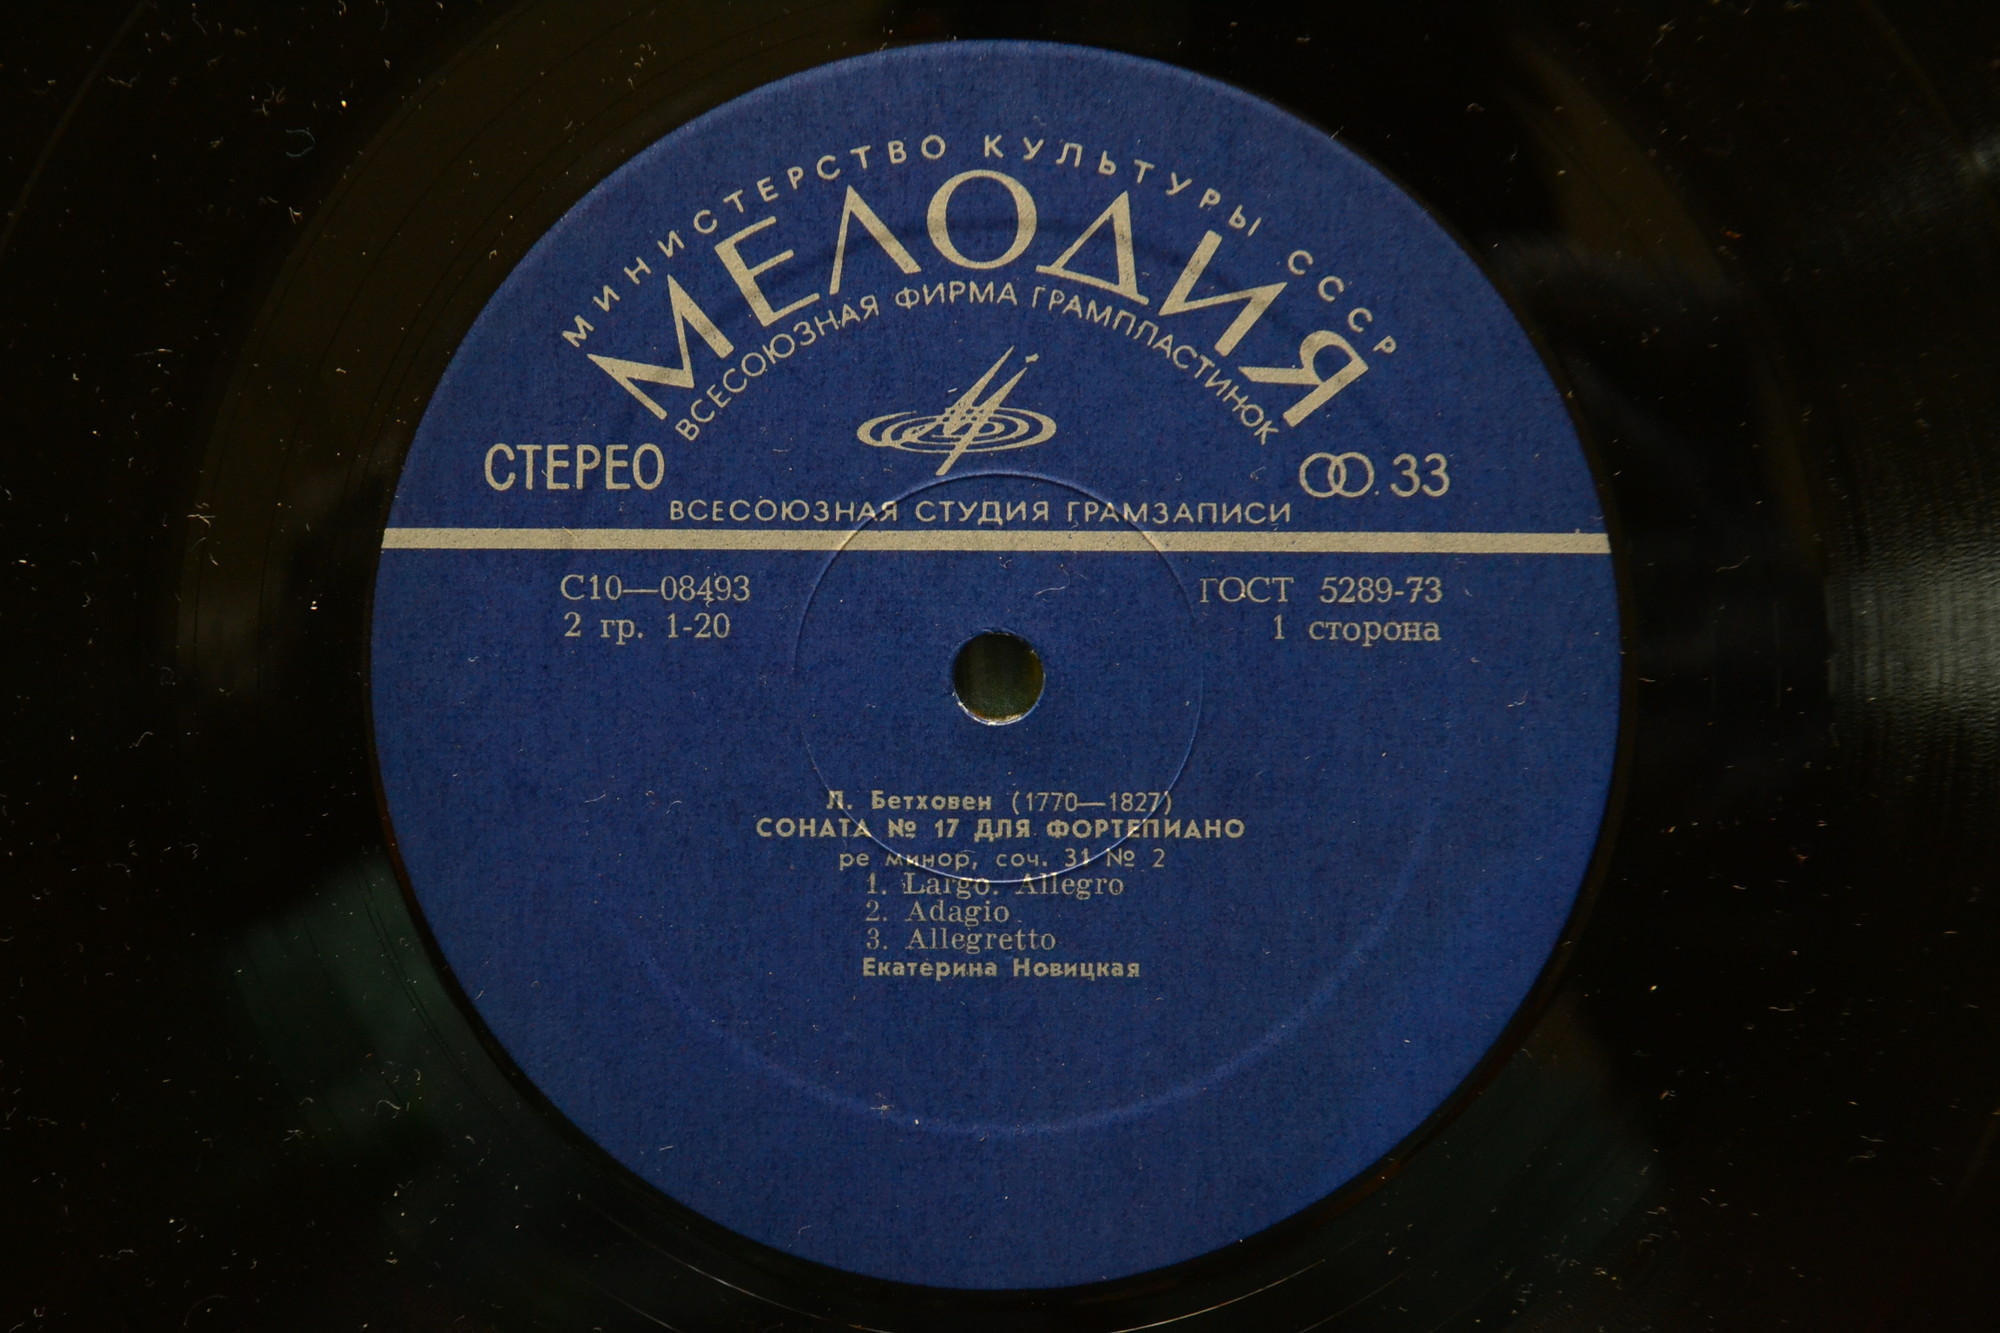 МИНИСТЕРСТВО КУЛЬТУРЫ СССР
МЕЛОДИЯ
ВСЕСОЮЗНАЯ ФИРМА ГРАМПЛАСТИНОК
СТЕРЕО
33
ВСЕСОЮЗНАЯ СТУДИЯ ГРАМЗАПИСИ
С10—08493
ГОСТ 5289-73
2 гр. 1-20
1 сторона
Л. Бетховен (1770—1827)
СОНАТА № 17 ДЛЯ ФОРТЕПИАНО
ре минор, соч. 31 № 2
1. Largo. Allegro
2. Adagio
3. Allegretto
Екатерина Новицкая